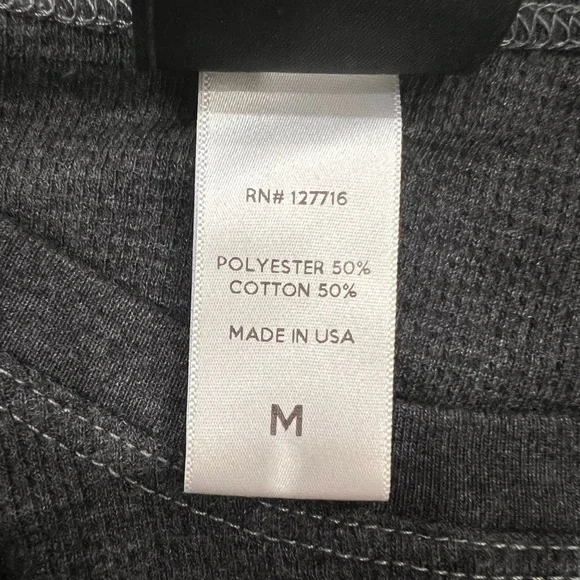 RN# 127716
POLYESTER 50%
COTTON 50%
MADE IN USA
M